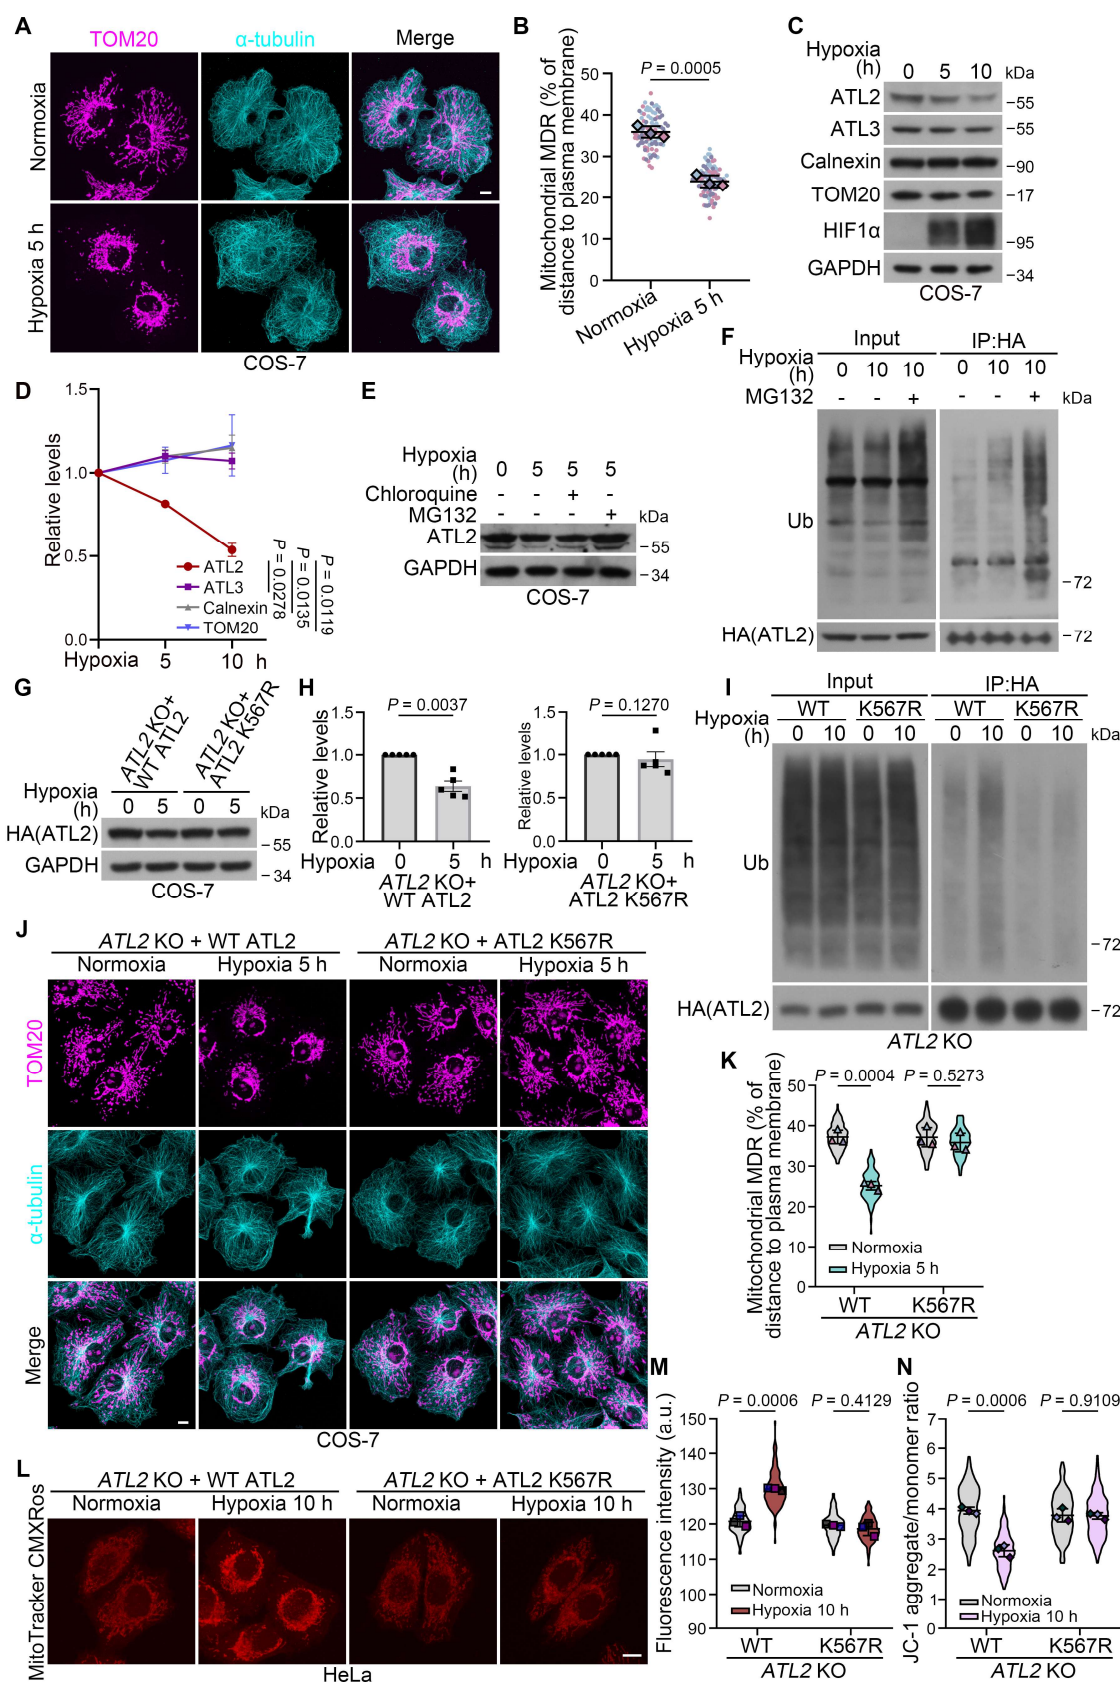 A
TOM20
α-tubulin
Merge
Normoxia
Hypoxia 5 h
COS-7
B
Mitochondrial MDR (% of
distance to plasma membrane)
P = 0.0005
50
40
30
20
10
0
Normoxia
Hypoxia 5 h
C
Hypoxia
(h)
0 5 10
kDa
ATL2
55
ATL3
55
Calnexin
90
TOM20
17
HIF1α
95
GAPDH
34
COS-7
D
Relative levels
1.5
1.0
0.5
0.0
ATL2
ATL3
Calnexin
TOM20
P = 0.0278
P = 0.0135
P = 0.0119
Hypoxia 5 10 h
E
Hypoxia
(h)
0 5 5 5
Chloroquine - - + -
MG132 - - - +
kDa
ATL2
55
GAPDH
34
COS-7
F
Input IP:HA
Hypoxia
(h)
0 10 10 0 10 10
MG132 - - + - - +
kDa
Ub
72
HA(ATL2)
72
G
ATL2 KO+
WT ATL2
ATL2 KO+
ATL2 K567R
Hypoxia
(h)
0 5 0 5
kDa
HA(ATL2)
55
GAPDH
34
COS-7
H
Relative levels
P = 0.0037
1.5
1.0
0.5
0.0
Hypoxia 0 5 h
ATL2 KO+
WT ATL2
Relative levels
P = 0.1270
1.5
1.0
0.5
0.0
Hypoxia 0 5 h
ATL2 KO+
ATL2 K567R
I
Input IP:HA
WT K567R WT K567R
Hypoxia
(h)
0 10 0 10 0 10 0 10
kDa
Ub
72
HA(ATL2)
72
ATL2 KO
J
ATL2 KO + WT ATL2
ATL2 KO + ATL2 K567R
Normoxia Hypoxia 5 h Normoxia Hypoxia 5 h
TOM20
α-tubulin
Merge
COS-7
K
Mitochondrial MDR (% of
distance to plasma membrane)
P = 0.0004 P = 0.5273
50
40
30
20
10
0
Normoxia
Hypoxia 5 h
WT K567R
ATL2 KO
L
ATL2 KO + WT ATL2
ATL2 KO + ATL2 K567R
Normoxia Hypoxia 10 h Normoxia Hypoxia 10 h
MitoTracker CMXRos
HeLa
M
Fluorescence intensity (a.u.)
P = 0.0006 P = 0.4129
150
140
130
120
110
100
90
Normoxia
Hypoxia 10 h
WT K567R
ATL2 KO
N
JC-1 aggregate/monomer ratio
P = 0.0006 P = 0.9109
7
6
5
4
3
2
1
0
Normoxia
Hypoxia 10 h
WT K567R
ATL2 KO